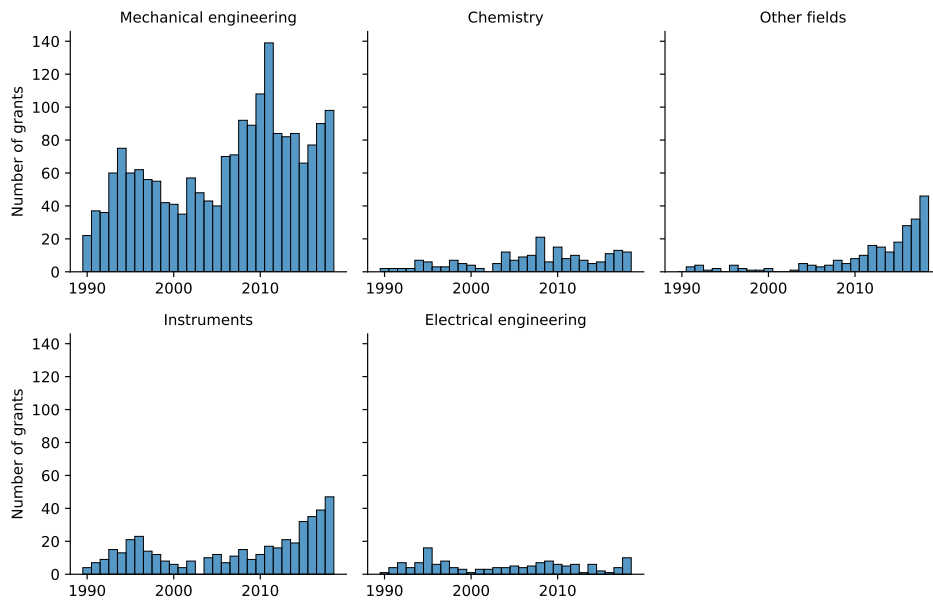 Mechanical engineering
Number of grants
140
120
100
80
60
40
20
0
1990 2000 2010
Chemistry
1990 2000 2010
Other fields
1990 2000 2010
Instruments
Number of grants
140
120
100
80
60
40
20
0
1990 2000 2010
Electrical engineering
1990 2000 2010